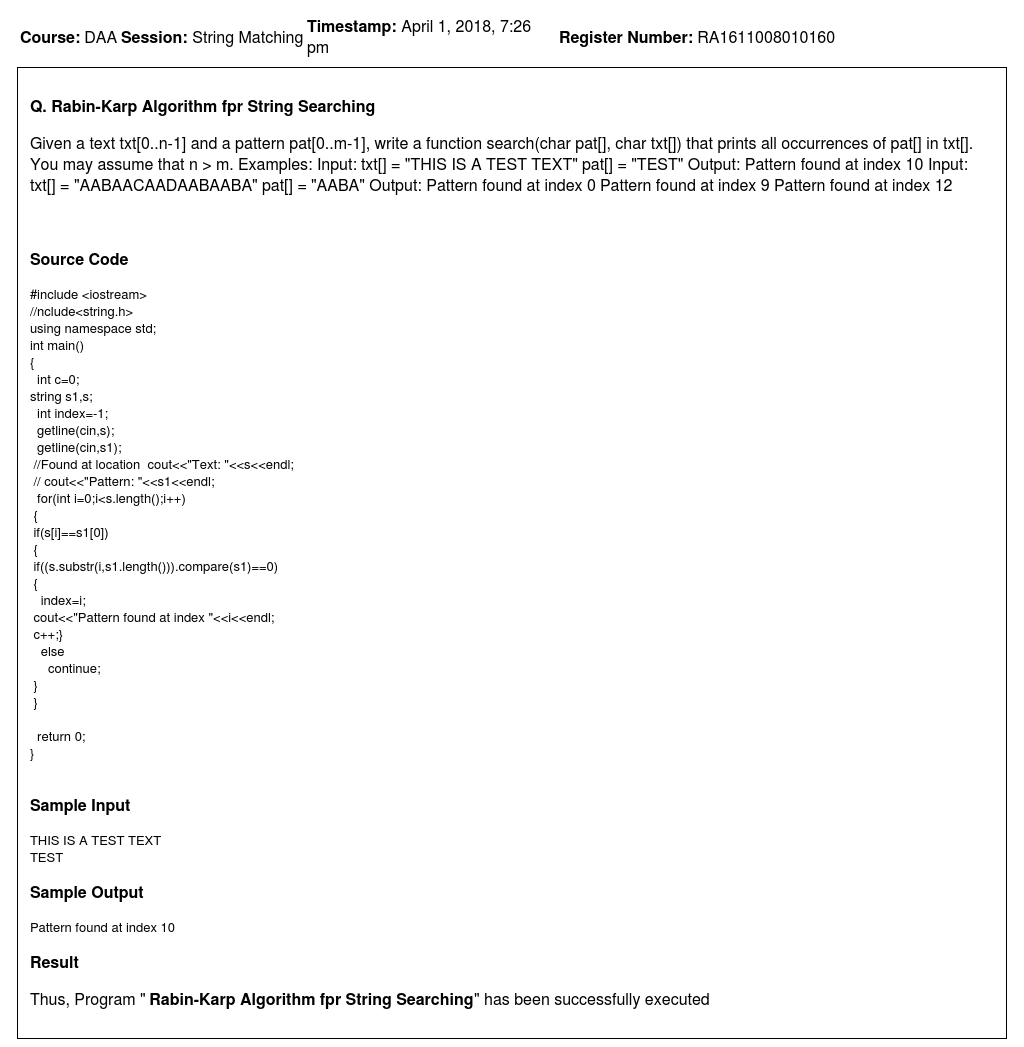 Course: DAA Session: String Matching Timestamp: April 1, 2018, 7:26 pm Register Number: RA1611008010160
Q. Rabin-Karp Algorithm fpr String Searching
Given a text txt[0..n-1] and a pattern pat[0..m-1], write a function search(char pat[], char txt[]) that prints all occurrences of pat[] in txt[].
You may assume that n > m. Examples: Input: txt[] = "THIS IS A TEST TEXT" pat[] = "TEST" Output: Pattern found at index 10 Input:
txt[] = "AABAACAADAABAABA" pat[] = "AABA" Output: Pattern found at index 0 Pattern found at index 9 Pattern found at index 12
Source Code
#include <iostream>
//nclude<string.h>
using namespace std;
int main()
{
  int c=0;
string s1,s;
  int index=-1;
  getline(cin,s);
  getline(cin,s1);
 //Found at location  cout<<"Text: "<<s<<endl;
 // cout<<"Pattern: "<<s1<<endl;
  for(int i=0;i<s.length();i++)
 {
 if(s[i]==s1[0])
 {
 if((s.substr(i,s1.length())).compare(s1)==0)
 {
   index=i;
 cout<<"Pattern found at index "<<i<<endl;
 c++;}
   else
     continue;
 }
 }
  return 0;
}
Sample Input
THIS IS A TEST TEXT
TEST
Sample Output
Pattern found at index 10
Result
Thus, Program " Rabin-Karp Algorithm fpr String Searching" has been successfully executed